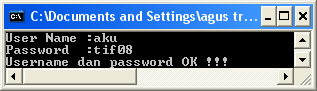 C:\Documents and Settings\agus tr...
User Name :aku
Password  :tif08
Username dan password OK !!!